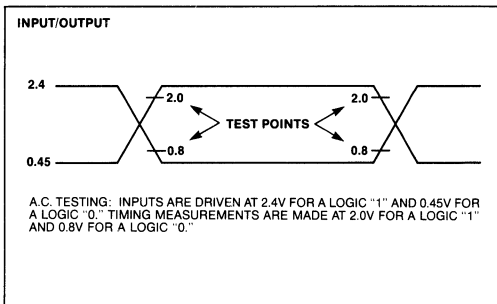 INPUT/OUTPUT
2.4
2.0
2.0
TEST POINTS
0.8
0.8
0.45
A.C. TESTING: INPUTS ARE DRIVEN AT 2.4V FOR A LOGIC "1" AND 0.45V FOR
A LOGIC "0." TIMING MEASUREMENTS ARE MADE AT 2.0V FOR A LOGIC "1"
AND 0.8V FOR A LOGIC "0."